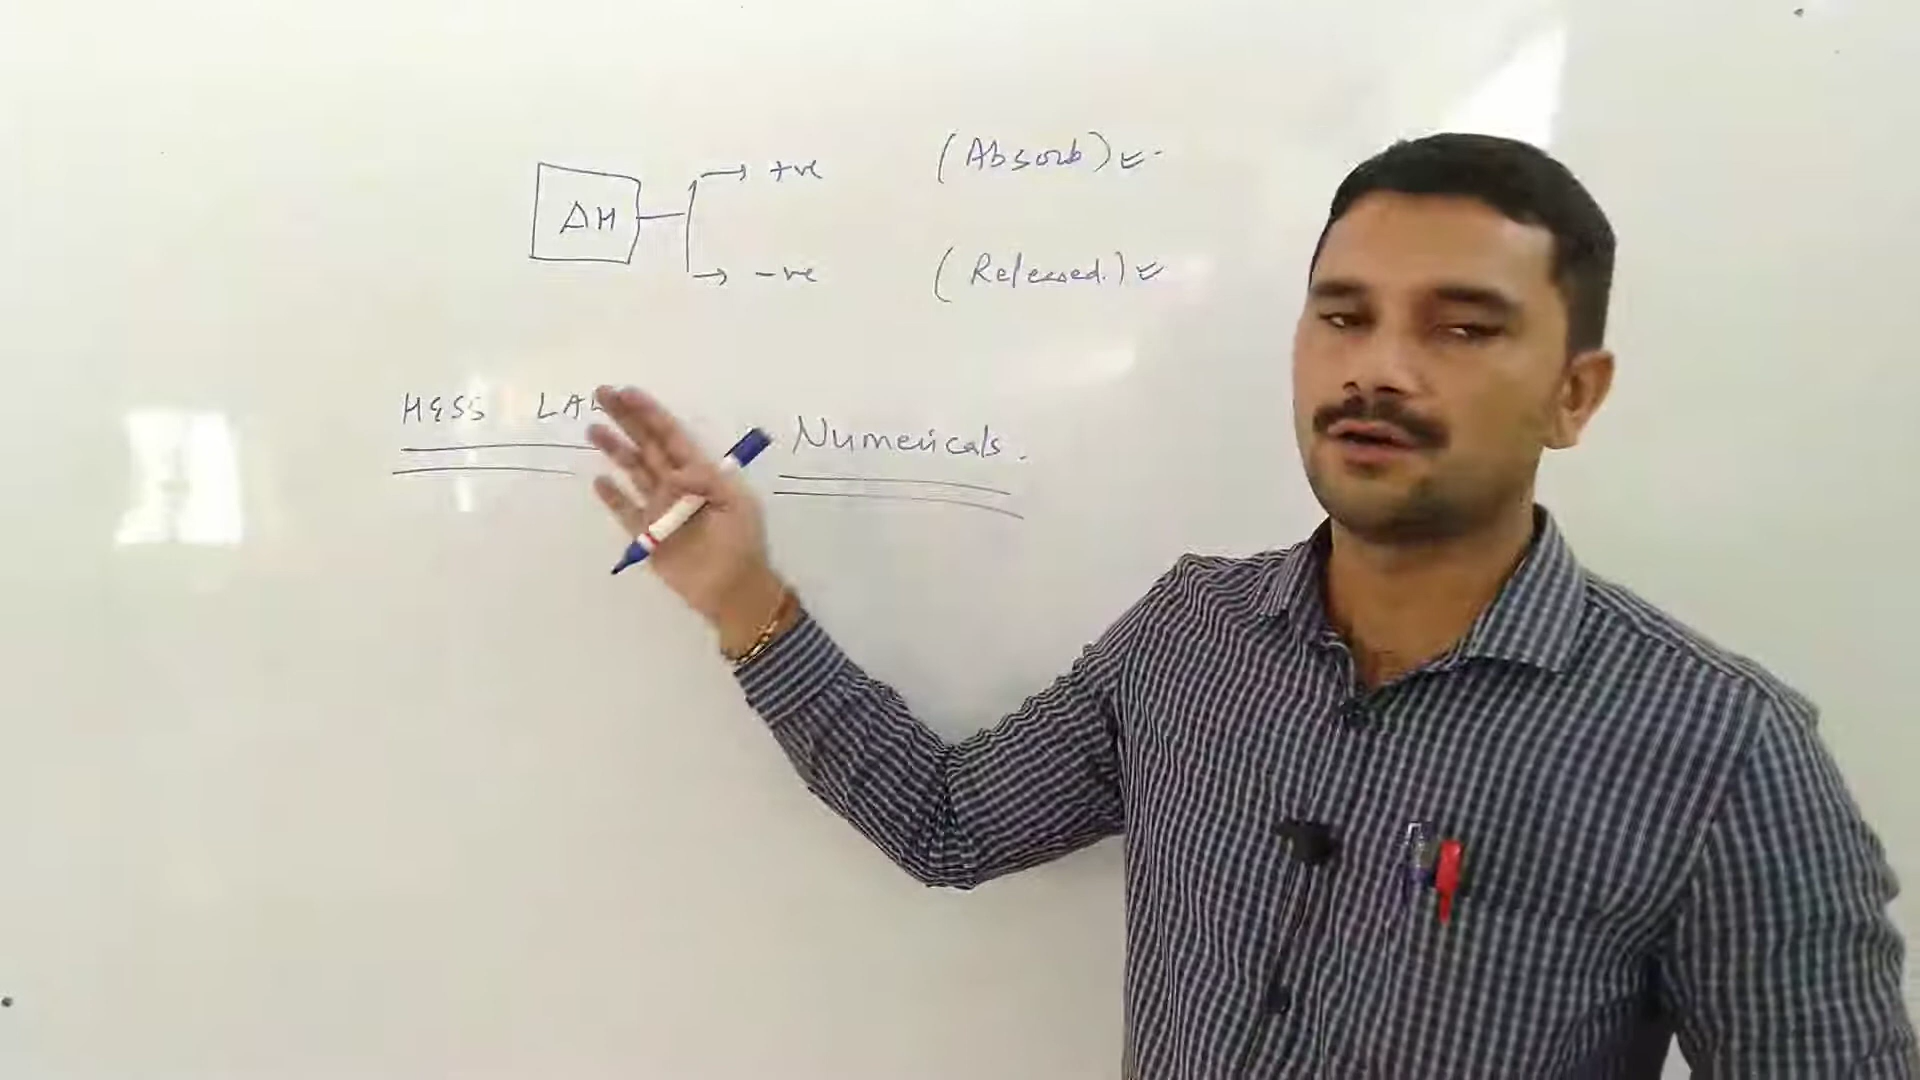 ΔH → +ve (Absorb)
→ -ve (Released.)
HESS LAW
Numericals.